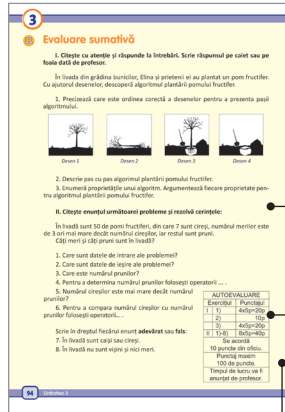 3
Evaluare sumativă
I. Citește cu atenție și răspunde la întrebări. Scrie răspunsul pe caiet sau pe
foaia dată de profesor.
În livada din grădina bunicilor, Elina și prietenii ei au plantat un pom fructifer.
Cu ajutorul desenelor, descoperă algoritmul plantării pomului fructifer.
1. Precizează care este ordinea corectă a desenelor pentru a prezenta pașii
algoritmului.
Desen 1 Desen 2 Desen 3 Desen 4
2. Descrie pas cu pas algoritmul plantării pomului fructifer.
3. Enumeră proprietățile unui algoritm. Argumentează fiecare proprietate pen-
tru algoritmul plantării pomului fructifer.
II. Citește enunțul următoarei probleme și rezolvă cerințele:
În livadă sunt 50 de pomi fructiferi, din care 7 sunt cireși, numărul merilor este
de 3 ori mai mare decât numărul cireșilor, iar restul sunt pruni.
Câți meri și câți pruni sunt în livadă?
1. Care sunt datele de intrare ale problemei?
2. Care sunt datele de ieșire ale problemei?
3. Care este numărul prunilor?
4. Pentru a determina numărul prunilor folosești operatorii ... .
5. Numărul cireșilor este mai mare decât numărul
prunilor?
6. Pentru a compara numărul cireșilor cu numărul
prunilor folosești operatorii... .
Scrie în dreptul fiecărui enunț adevărat sau fals:
7. În livadă sunt caiși sau cireși.
8. În livadă nu sunt vișini și nici meri.
AUTOEVALUARE
Exercițiul Punctajul
I 1) 4x5p=20p
2) 10p
3) 4x5p=20p
II 1)-8) 8x5p=40p
Se acordă
10 puncte din oficiu.
Punctaj maxim
100 de puncte.
Timpul de lucru va fi
anunțat de profesor.
94 Unitatea 3